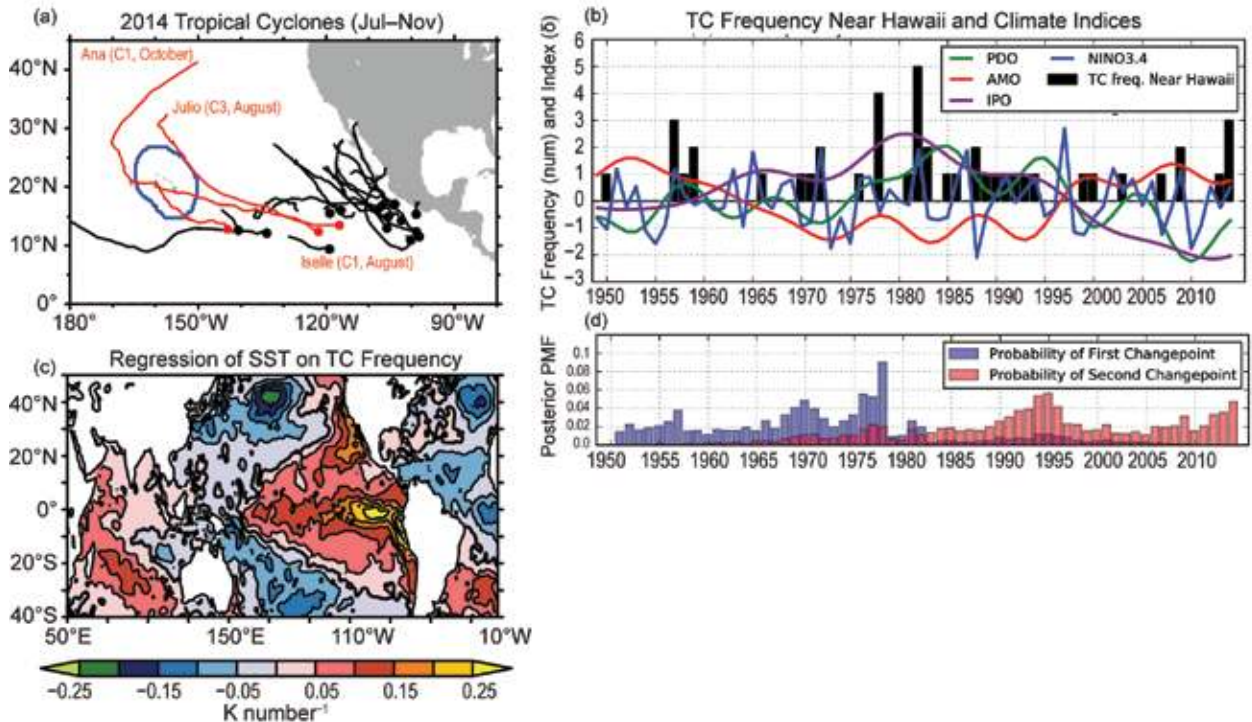 (a) 2014 Tropical Cyclones (Jul–Nov)
Ana (C1, October)
Julio (C3, August)
Iselle (C1, August)
40°N
30°N
20°N
10°N
0°
180° 150°W 120°W 90°W
(b) TC Frequency Near Hawaii and Climate Indices
PDO
AMO
IPO
NINO3.4
TC freq. Near Hawaii
TC Frequency (num) and Index (δ)
6
5
4
3
2
1
0
−1
−2
−3
1950 1955 1960 1965 1970 1975 1980 1985 1990 1995 2000 2005 2010
(c) Regression of SST on TC Frequency
40°N
20°N
0°
20°S
40°S
50°E 150°W 110°W 10°W
−0.25 −0.15 −0.05 0.05 0.15 0.25
K number⁻¹
(d)
Probability of First Changepoint
Probability of Second Changepoint
Posterior PMF
0.1
0.08
0.06
0.04
0.02
0.0
1950 1955 1960 1965 1970 1975 1980 1985 1990 1995 2000 2005 2010